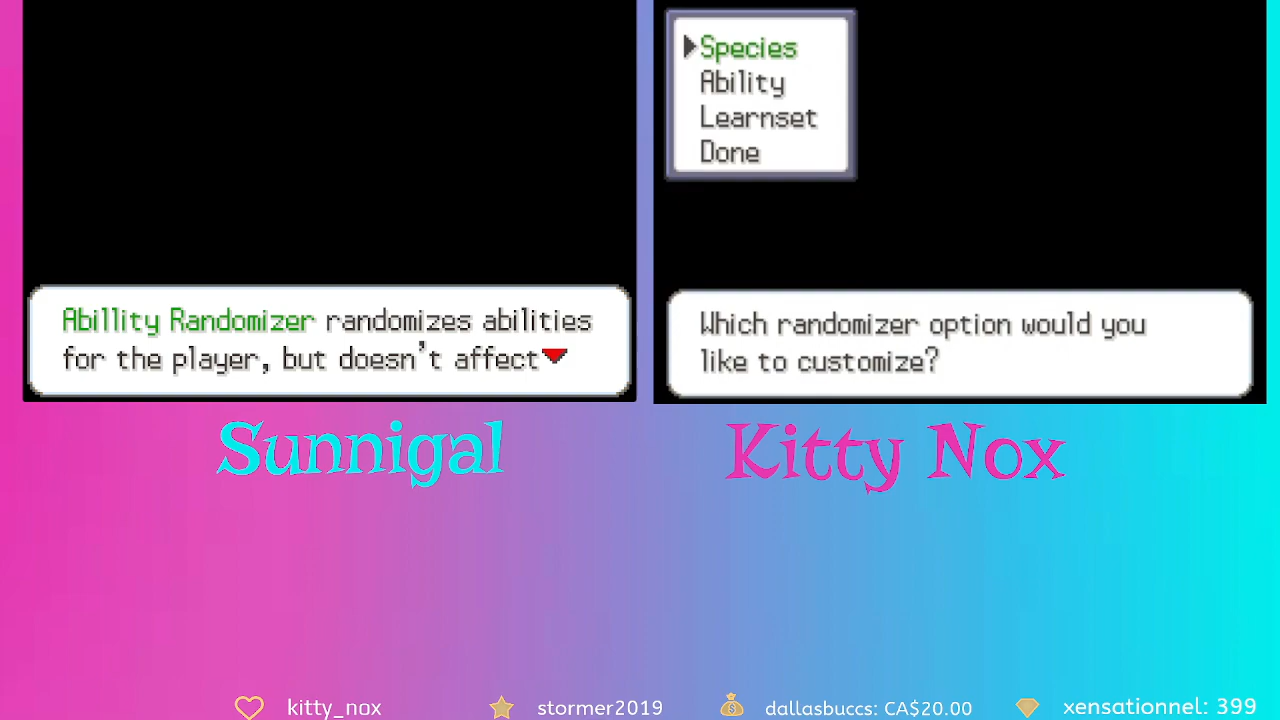 Abillity Randomizer randomizes abilities
for the player, but doesn't affect
Species
Ability
Learnset
Done
Which randomizer option would you
like to customize?
Sunnigal
Kitty Nox
kitty_nox
stormer2019
dallasbuccs: CA$20.00
xensationnel: 399